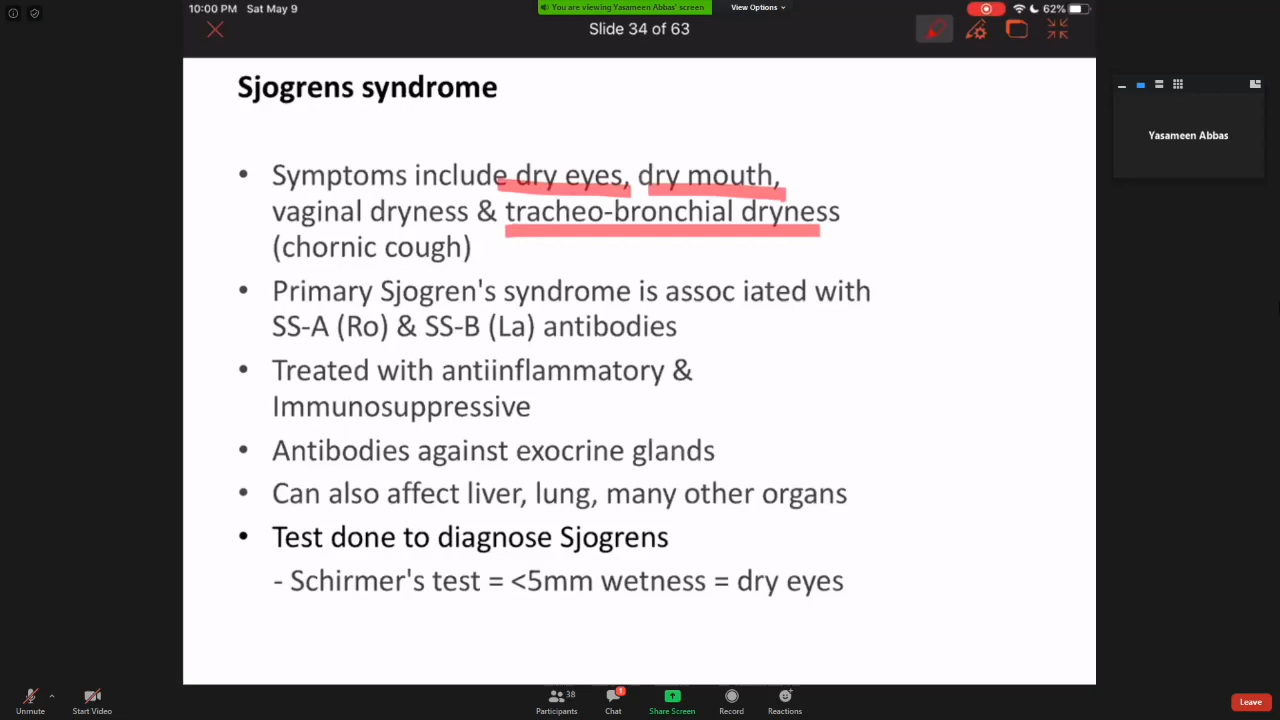 10:00 PM Sat May 9
You are viewing Yasameen Abbas' screen
View Options
62%
Slide 34 of 63
Sjogrens syndrome
• Symptoms include dry eyes, dry mouth,
vaginal dryness & tracheo-bronchial dryness
(chornic cough)
• Primary Sjogren's syndrome is assoc iated with
SS-A (Ro) & SS-B (La) antibodies
• Treated with antiinflammatory &
Immunosuppressive
• Antibodies against exocrine glands
• Can also affect liver, lung, many other organs
• Test done to diagnose Sjogrens
- Schirmer's test = <5mm wetness = dry eyes
Yasameen Abbas
Unmute
Start Video
38
Participants
1
Chat
Share Screen
Record
Reactions
Leave